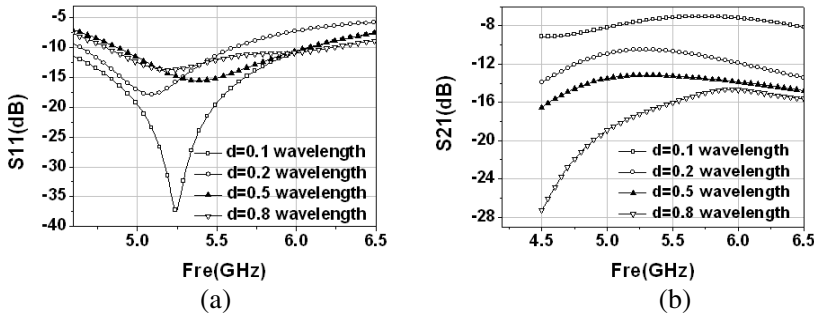 -5
-10
-15
-20
-25
-30
-35
-40
S11(dB)
d=0.1 wavelength
d=0.2 wavelength
d=0.5 wavelength
d=0.8 wavelength
5.0 5.5 6.0 6.5
Fre(GHz)
(a)
-8
-12
-16
-20
-24
-28
S21(dB)
d=0.1 wavelength
d=0.2 wavelength
d=0.5 wavelength
d=0.8 wavelength
4.5 5.0 5.5 6.0 6.5
Fre(GHz)
(b)